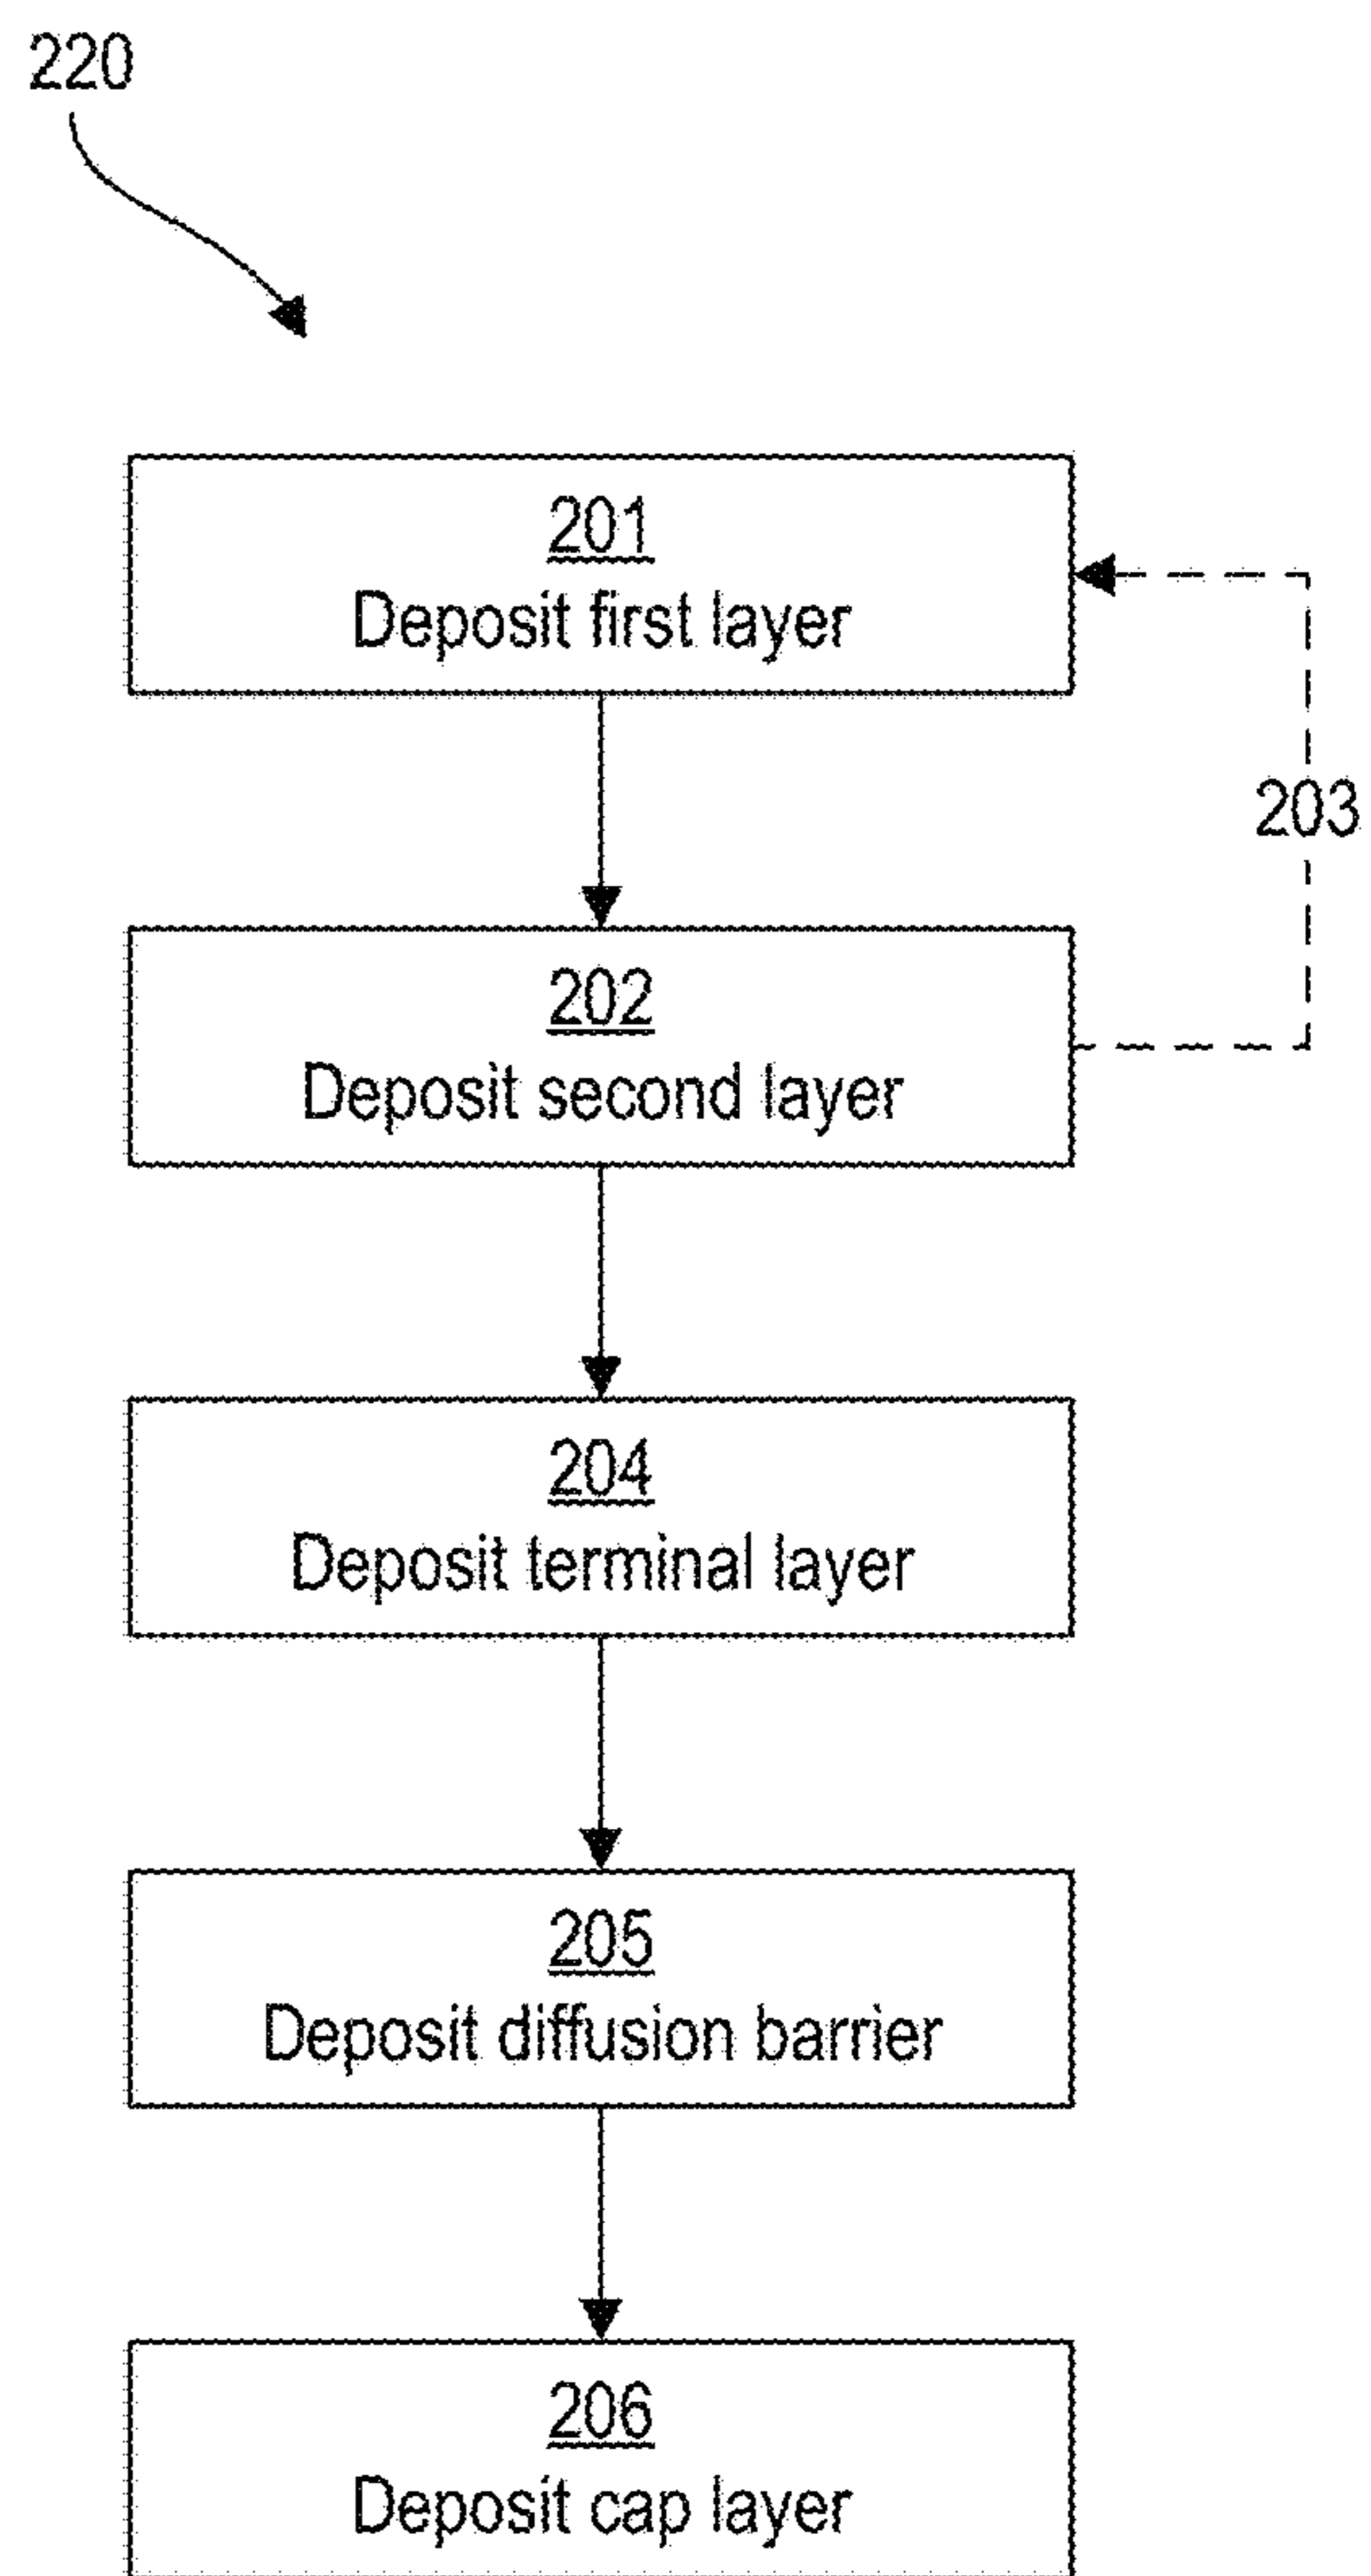 220
201
Deposit first layer
203
202
Deposit second layer
204
Deposit terminal layer
205
Deposit diffusion barrier
206
Deposit cap layer